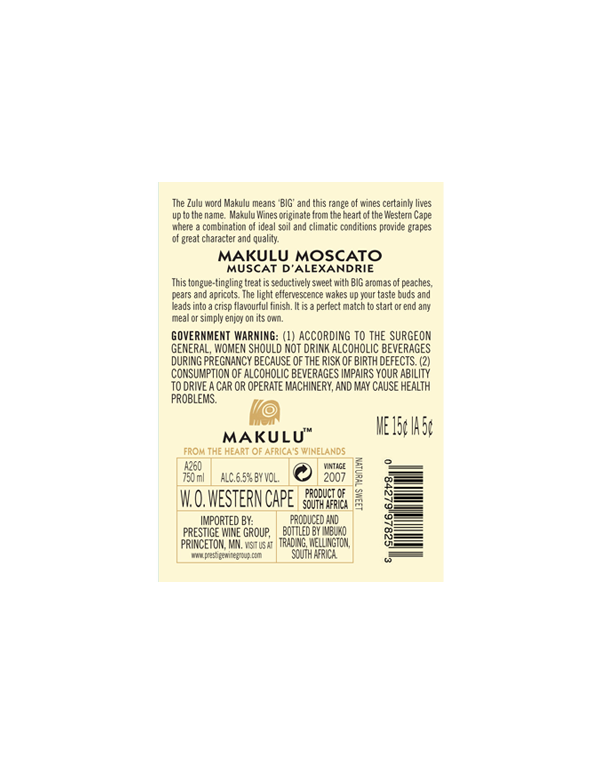 The Zulu word Makulu means ‘BIG’ and this range of wines certainly lives
up to the name. Makulu Wines originate from the heart of the Western Cape
where a combination of ideal soil and climatic conditions provide grapes
of great character and quality.
MAKULU MOSCATO
MUSCAT D'ALEXANDRIE
This tongue-tingling treat is seductively sweet with BIG aromas of peaches,
pears and apricots. The light effervescence wakes up your taste buds and
leads into a crisp flavourful finish. It is a perfect match to start or end any
meal or simply enjoy on its own.
GOVERNMENT WARNING: (1) ACCORDING TO THE SURGEON
GENERAL, WOMEN SHOULD NOT DRINK ALCOHOLIC BEVERAGES
DURING PREGNANCY BECAUSE OF THE RISK OF BIRTH DEFECTS. (2)
CONSUMPTION OF ALCOHOLIC BEVERAGES IMPAIRS YOUR ABILITY
TO DRIVE A CAR OR OPERATE MACHINERY, AND MAY CAUSE HEALTH
PROBLEMS.
MAKULU™
FROM THE HEART OF AFRICA'S WINELANDS
ME 15¢ IA 5¢
A260
750 ml
ALC.6.5% BY VOL.
VINTAGE
2007
NATURAL SWEET
W.O. WESTERN CAPE
PRODUCT OF
SOUTH AFRICA
IMPORTED BY:
PRESTIGE WINE GROUP,
PRINCETON, MN. VISIT US AT
www.prestigewinegroup.com
PRODUCED AND
BOTTLED BY IMBUKO
TRADING, WELLINGTON,
SOUTH AFRICA.
0 84279 97825 3